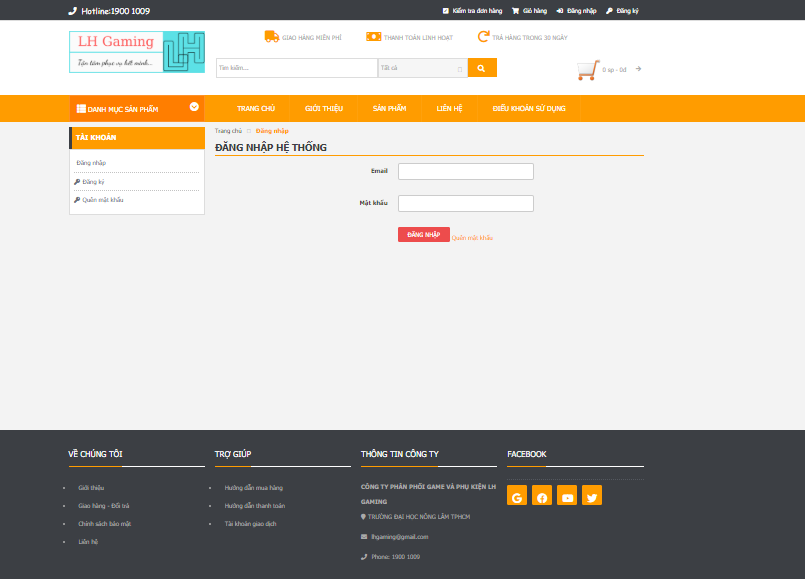 Hotline:1900 1009
Kiểm tra đơn hàng
Giỏ hàng
Đăng nhập
Đăng ký
LH Gaming
Tận tâm phục vụ hết mình...
GIAO HÀNG MIỄN PHÍ
THANH TOÁN LINH HOẠT
TRẢ HÀNG TRONG 30 NGÀY
Tìm kiếm...
Tất cả
0 sp - 0đ
DANH MỤC SẢN PHẨM
TRANG CHỦ
GIỚI THIỆU
SẢN PHẨM
LIÊN HỆ
ĐIỀU KHOẢN SỬ DỤNG
TÀI KHOẢN
Đăng nhập
Đăng ký
Quên mật khẩu
Trang chủ
Đăng nhập
ĐĂNG NHẬP HỆ THỐNG
Email
Mật khẩu
ĐĂNG NHẬP
Quên mật khẩu
VỀ CHÚNG TÔI
Giới thiệu
Giao hàng - Đổi trả
Chính sách bảo mật
Liên hệ
TRỢ GIÚP
Hướng dẫn mua hàng
Hướng dẫn thanh toán
Tài khoản giao dịch
THÔNG TIN CÔNG TY
CÔNG TY PHÂN PHỐI GAME VÀ PHỤ KIỆN LH
GAMING
TRƯỜNG ĐẠI HỌC NÔNG LÂM TPHCM
lhgaming@gmail.com
Phone: 1900 1009
FACEBOOK